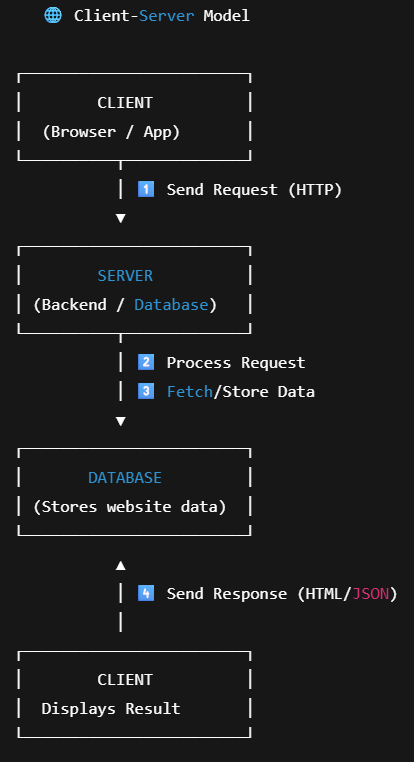 🌐 Client-Server Model
CLIENT
(Browser / App)
1️⃣ Send Request (HTTP)
SERVER
(Backend / Database)
2️⃣ Process Request
3️⃣ Fetch/Store Data
DATABASE
(Stores website data)
4️⃣ Send Response (HTML/JSON)
CLIENT
Displays Result